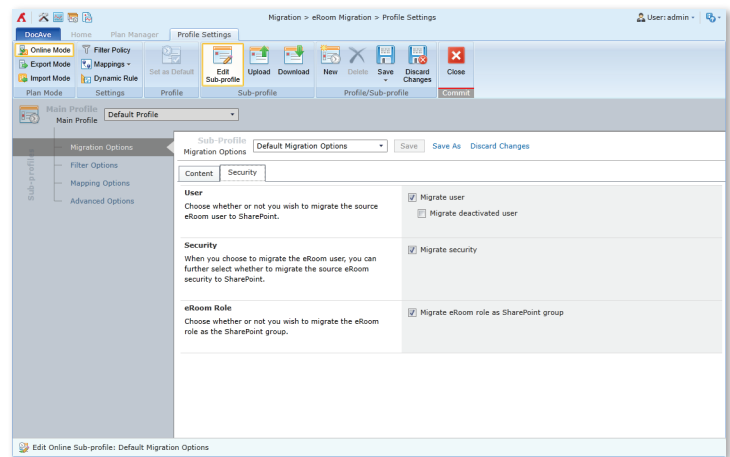 Migration > eRoom Migration > Profile Settings
User: admin
DocAve Home Plan Manager Profile Settings
Online Mode
Export Mode
Import Mode
Plan Mode
Filter Policy
Mappings
Dynamic Rule
Settings
Set as Default
Profile
Edit
Sub-profile
Upload Download
Sub-profile
New Delete Save Discard
Changes
Profile/Sub-profile
Close
Commit
Main Profile
Main Profile Default Profile
Sub-profiles
Migration Options
Filter Options
Mapping Options
Advanced Options
Sub-Profile
Migration Options Default Migration Options Save Save As Discard Changes
Content Security
User
Choose whether or not you wish to migrate the source
eRoom user to SharePoint.
Migrate user
Migrate deactivated user
Security
When you choose to migrate the eRoom user, you can
further select whether to migrate the source eRoom
security to SharePoint.
Migrate security
eRoom Role
Choose whether or not you wish to migrate the eRoom
role as the SharePoint group.
Migrate eRoom role as SharePoint group
Edit Online Sub-profile: Default Migration Options